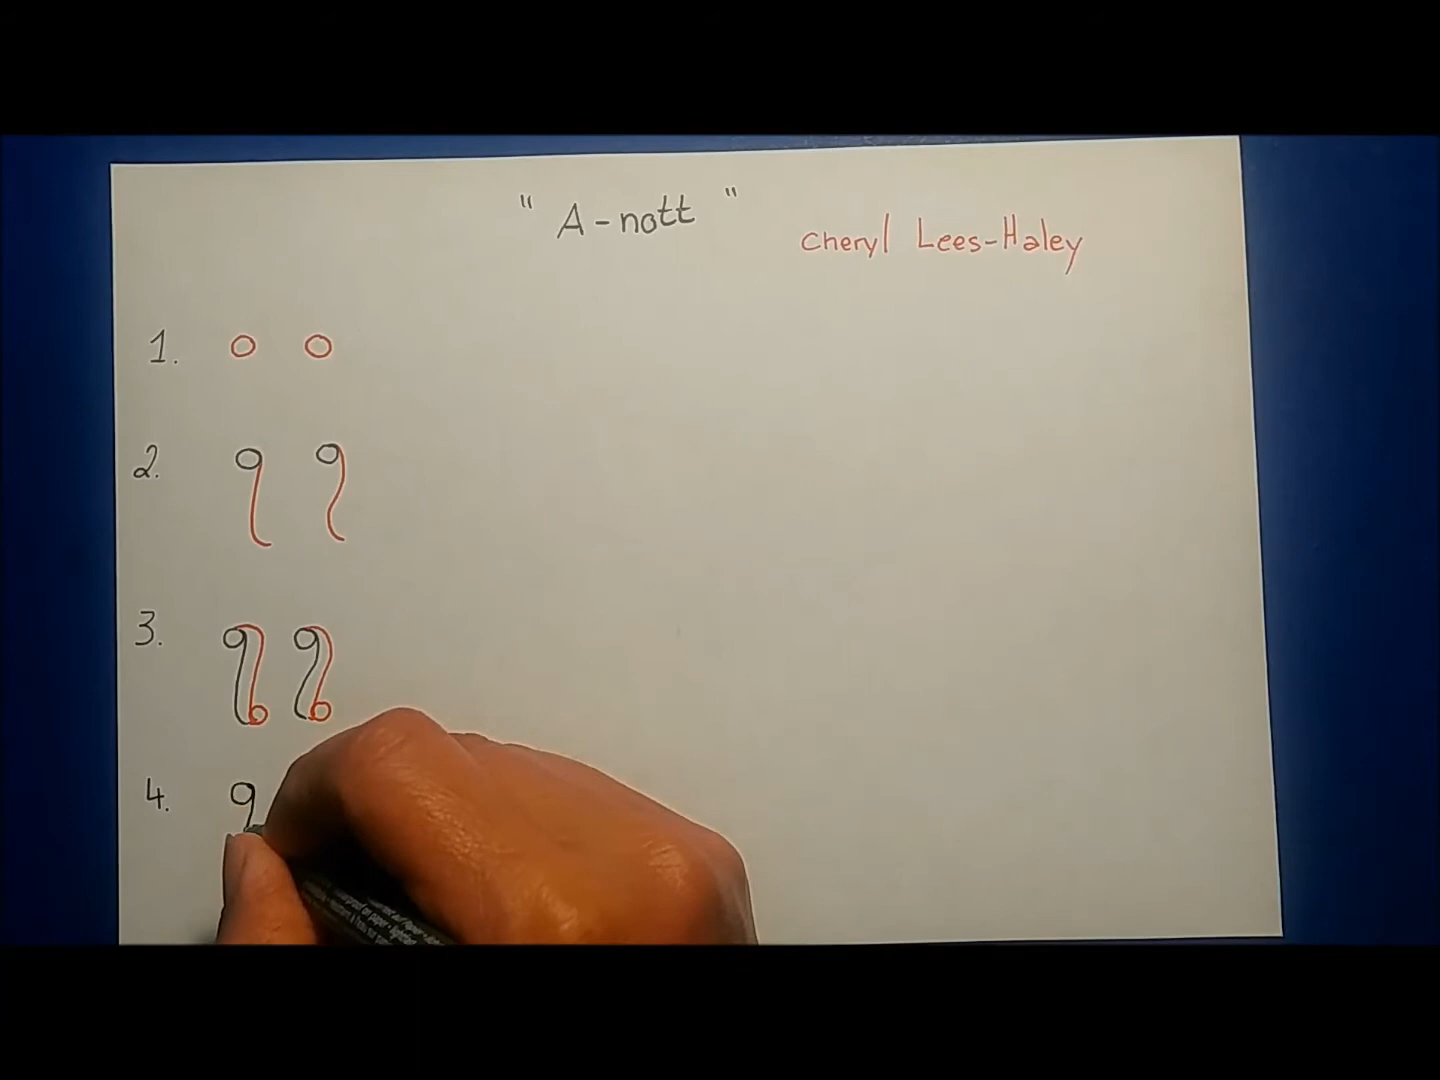 " A-nott "
Cheryl Lees-Haley
1.
2.
3.
4.